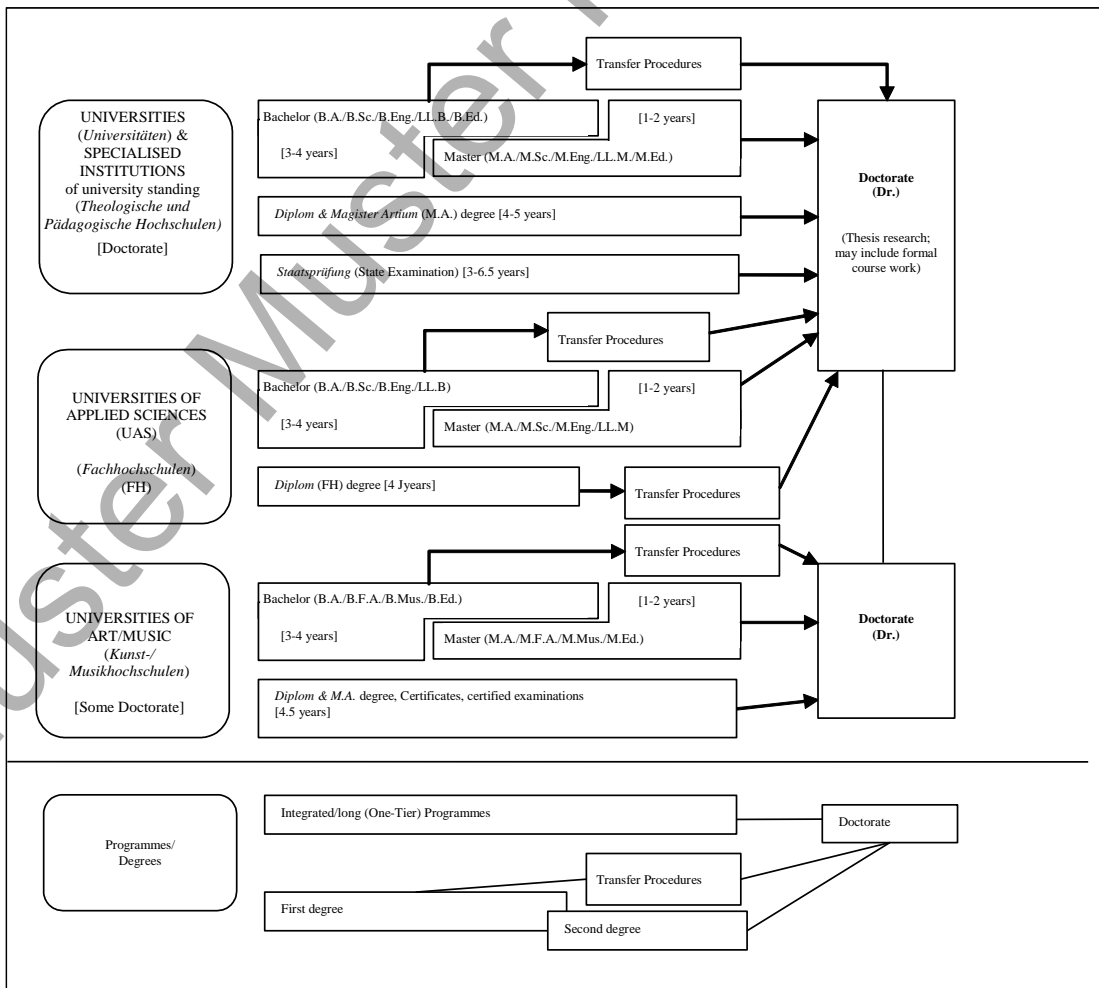 Transfer Procedures
UNIVERSITIES
(Universitäten) &
SPECIALISED
INSTITUTIONS
of university standing
(Theologische und
Pädagogische Hochschulen)
[Doctorate]
Bachelor (B.A./B.Sc./B.Eng./LL.B./B.Ed.)
[3-4 years]
[1-2 years]
Master (M.A./M.Sc./M.Eng./LL.M./M.Ed.)
Diplom & Magister Artium (M.A.) degree [4-5 years]
Staatsprüfung (State Examination) [3-6.5 years]
Doctorate
(Dr.)
(Thesis research;
may include formal
course work)
Transfer Procedures
UNIVERSITIES OF
APPLIED SCIENCES
(UAS)
(Fachhochschulen)
(FH)
Bachelor (B.A./B.Sc./B.Eng./LL.B)
[3-4 years]
[1-2 years]
Master (M.A./M.Sc./M.Eng./LL.M)
Diplom (FH) degree [4 Jyears]
Transfer Procedures
Transfer Procedures
UNIVERSITIES OF
ART/MUSIC
(Kunst-/
Musikhochschulen)
[Some Doctorate]
Bachelor (B.A./B.F.A./B.Mus./B.Ed.)
[3-4 years]
[1-2 years]
Master (M.A./M.F.A./M.Mus./M.Ed.)
Diplom & M.A. degree, Certificates, certified examinations
[4.5 years]
Doctorate
(Dr.)
Programmes/
Degrees
Integrated/long (One-Tier) Programmes
Doctorate
Transfer Procedures
First degree
Second degree
Muster Muster